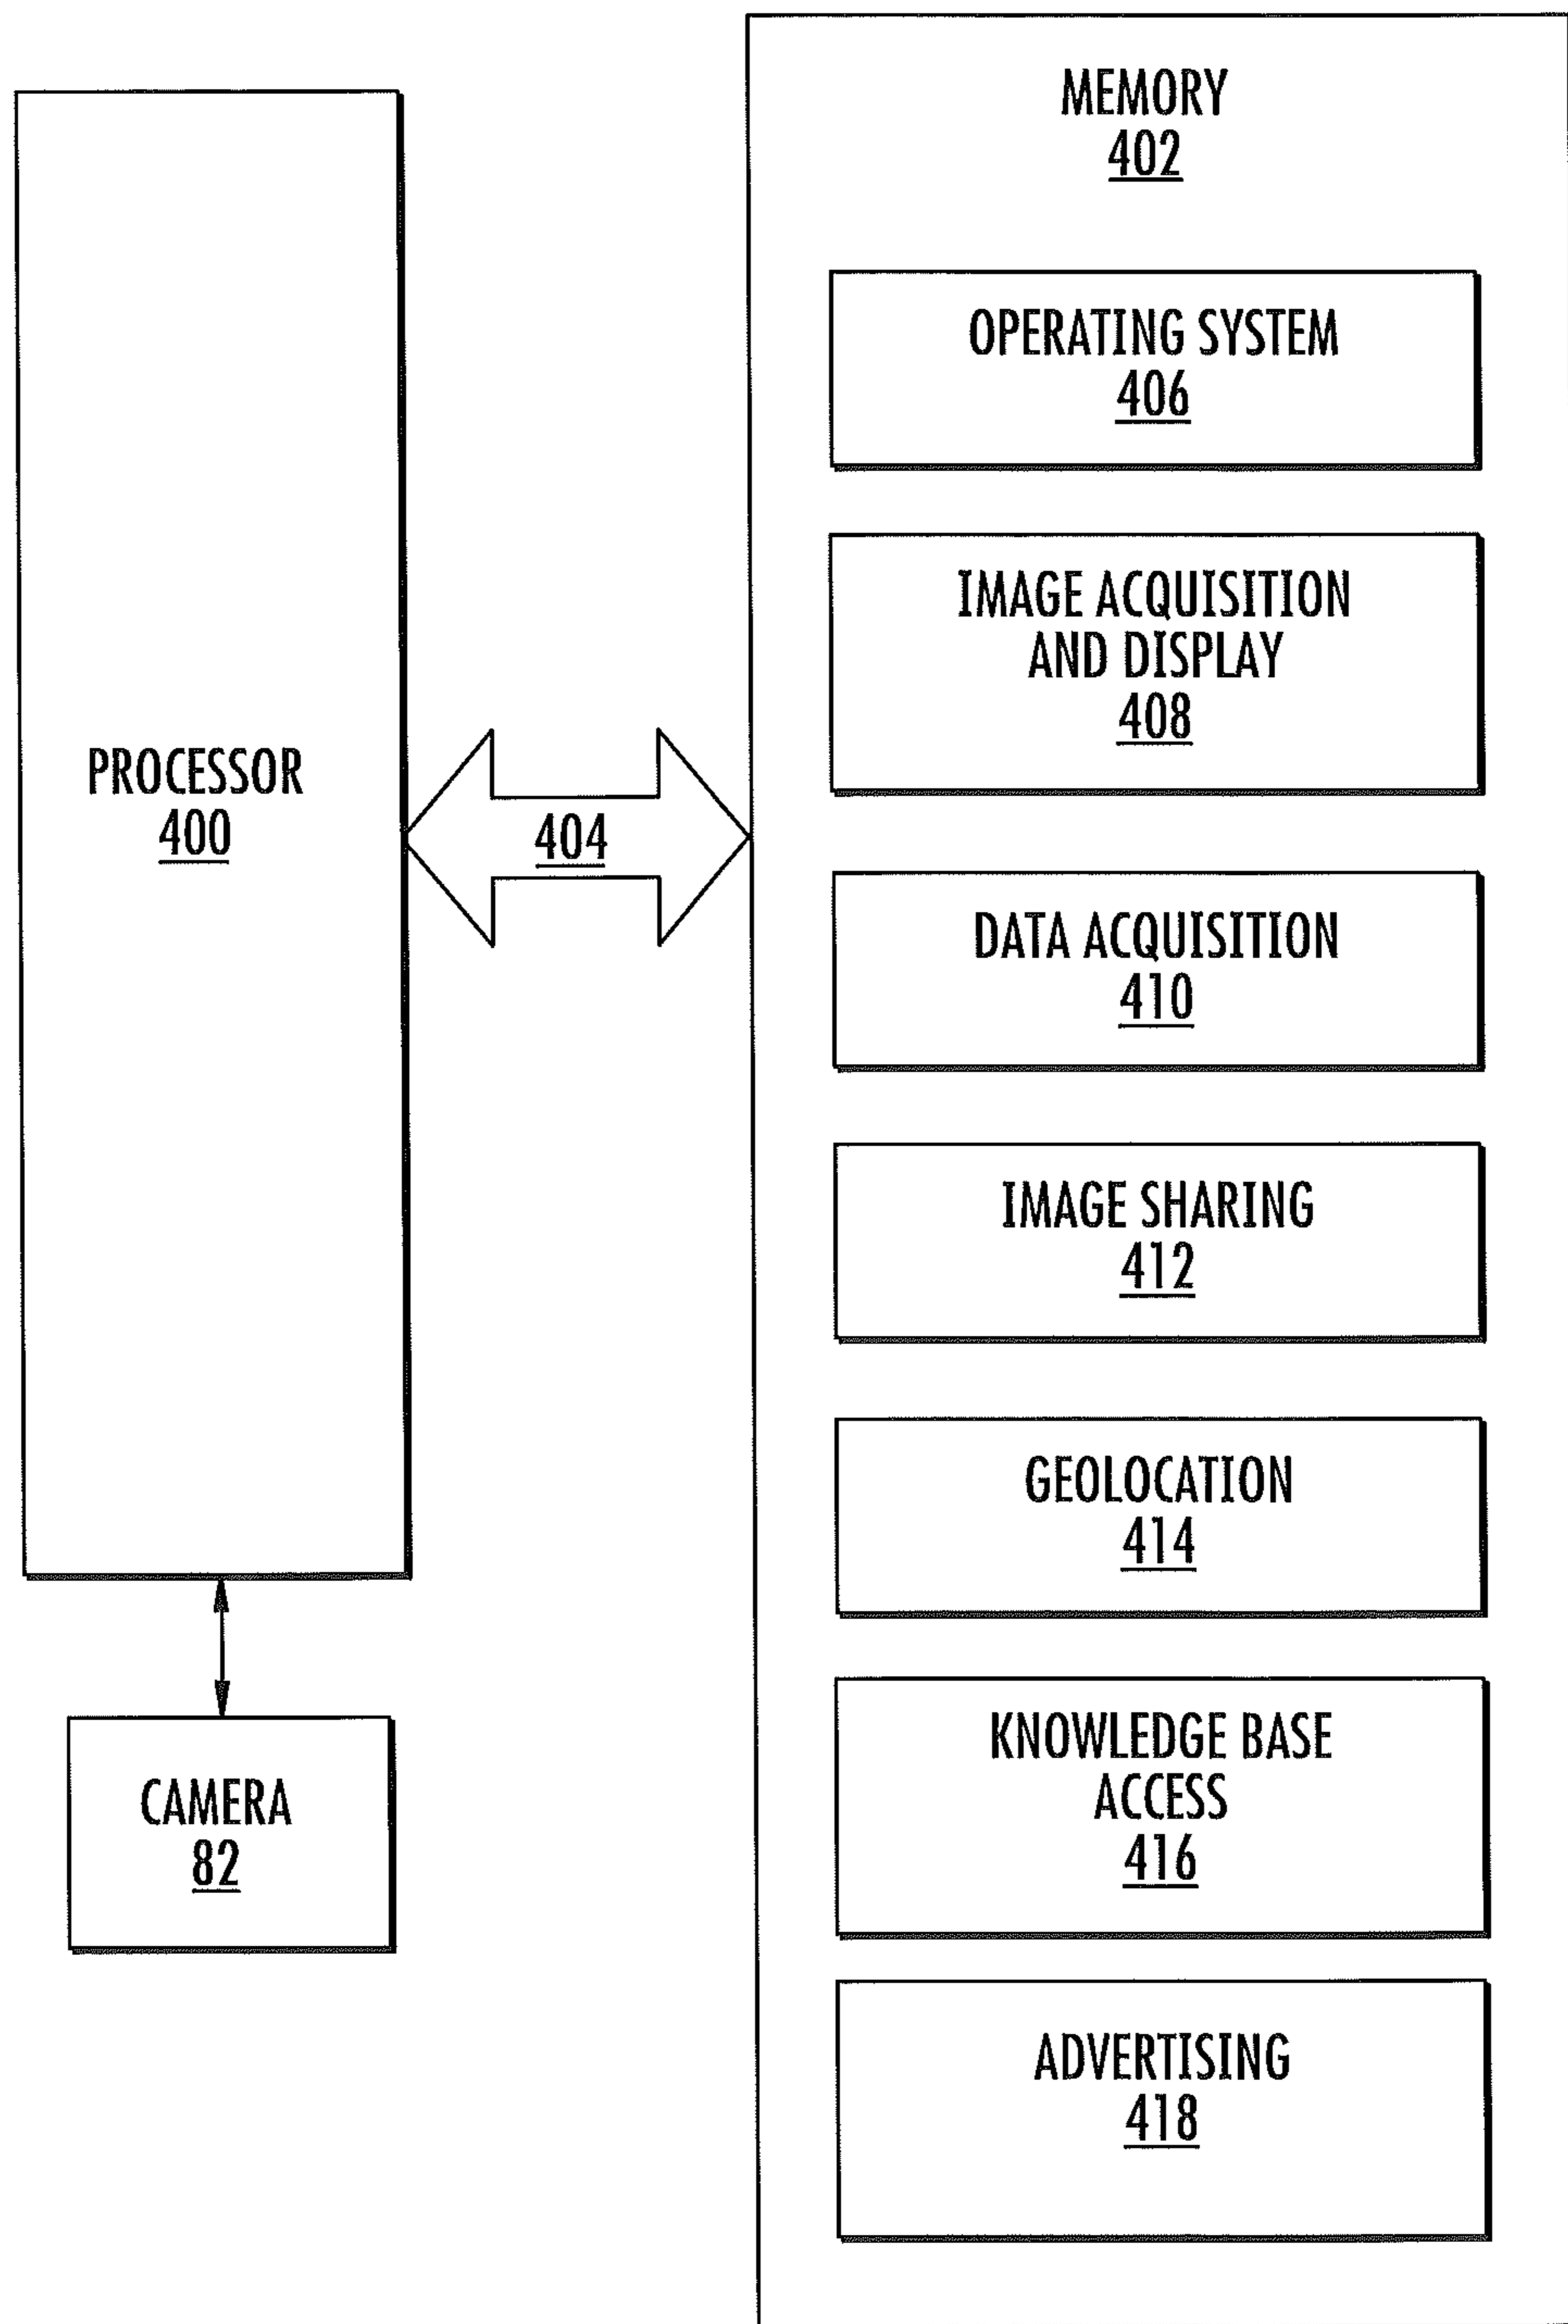 MEMORY
402
OPERATING SYSTEM
406
IMAGE ACQUISITION
AND DISPLAY
408
PROCESSOR
400
404
DATA ACQUISITION
410
IMAGE SHARING
412
GEOLOCATION
414
KNOWLEDGE BASE
ACCESS
416
CAMERA
82
ADVERTISING
418